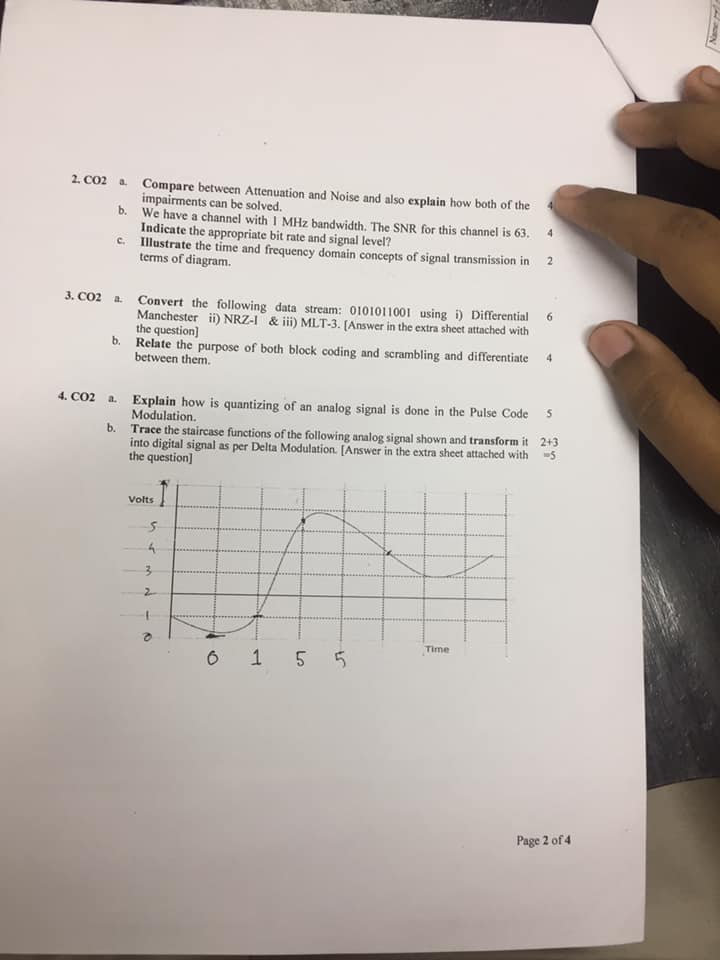 2. CO2 a. Compare between Attenuation and Noise and also explain how both of the 4
impairments can be solved.
b. We have a channel with 1 MHz bandwidth. The SNR for this channel is 63. 4
Indicate the appropriate bit rate and signal level?
c. Illustrate the time and frequency domain concepts of signal transmission in 2
terms of diagram.
3. CO2 a. Convert the following data stream: 0101011001 using i) Differential 6
Manchester ii) NRZ-I & iii) MLT-3. [Answer in the extra sheet attached with
the question]
b. Relate the purpose of both block coding and scrambling and differentiate 4
between them.
4. CO2 a. Explain how is quantizing of an analog signal is done in the Pulse Code 5
Modulation.
b. Trace the staircase functions of the following analog signal shown and transform it 2+3
into digital signal as per Delta Modulation. [Answer in the extra sheet attached with =5
the question]
Volts
5
4
3
2
1
0
Time
0 1 5 5
Page 2 of 4